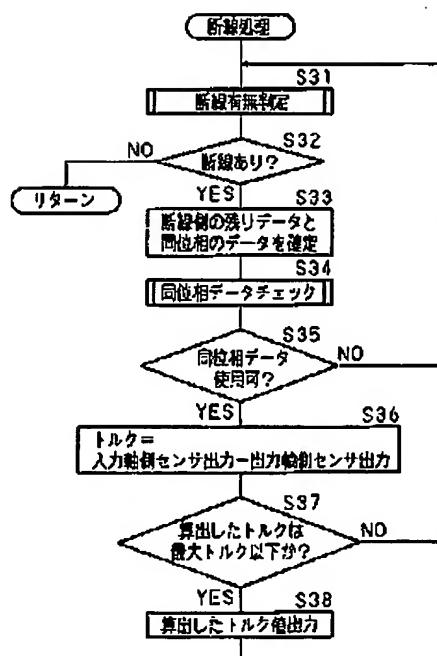 断線処理
S31
断線有無判定
S32
断線あり?
NO
リターン
YES
S33
断線側の残りデータと
同位相のデータを確定
S34
同位相データチェック
S35
同位相データ
使用可?
NO
YES
S36
トルク=
入力軸側センサ出力ー出力軸側センサ出力
S37
算出したトルクは
最大トルク以下か?
NO
YES
S38
算出したトルク値出力